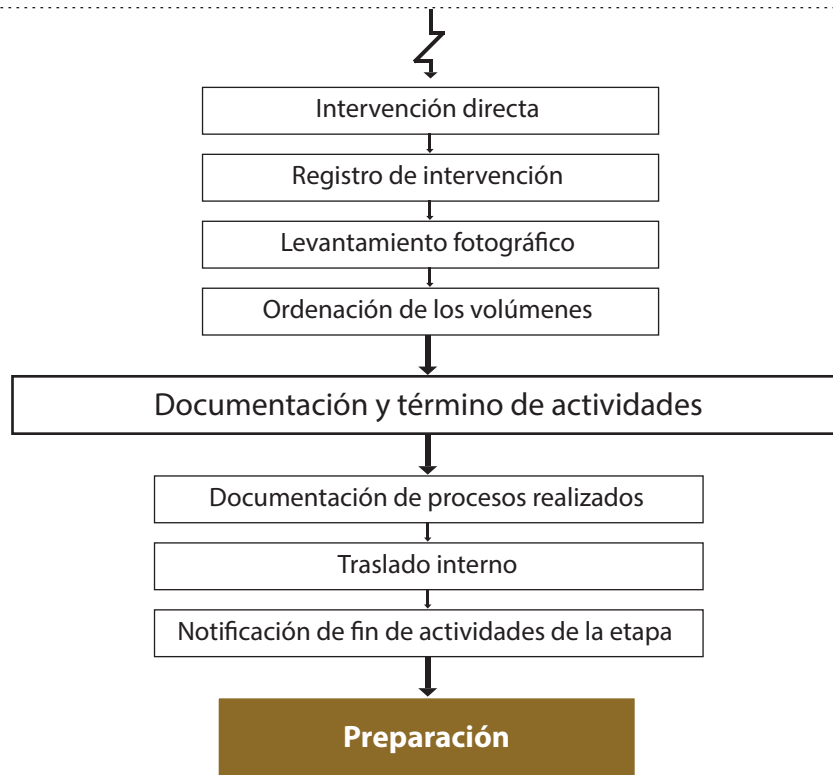 Intervención directa
Registro de intervención
Levantamiento fotográfico
Ordenación de los volúmenes
Documentación y término de actividades
Documentación de procesos realizados
Traslado interno
Notificación de fin de actividades de la etapa
Preparación